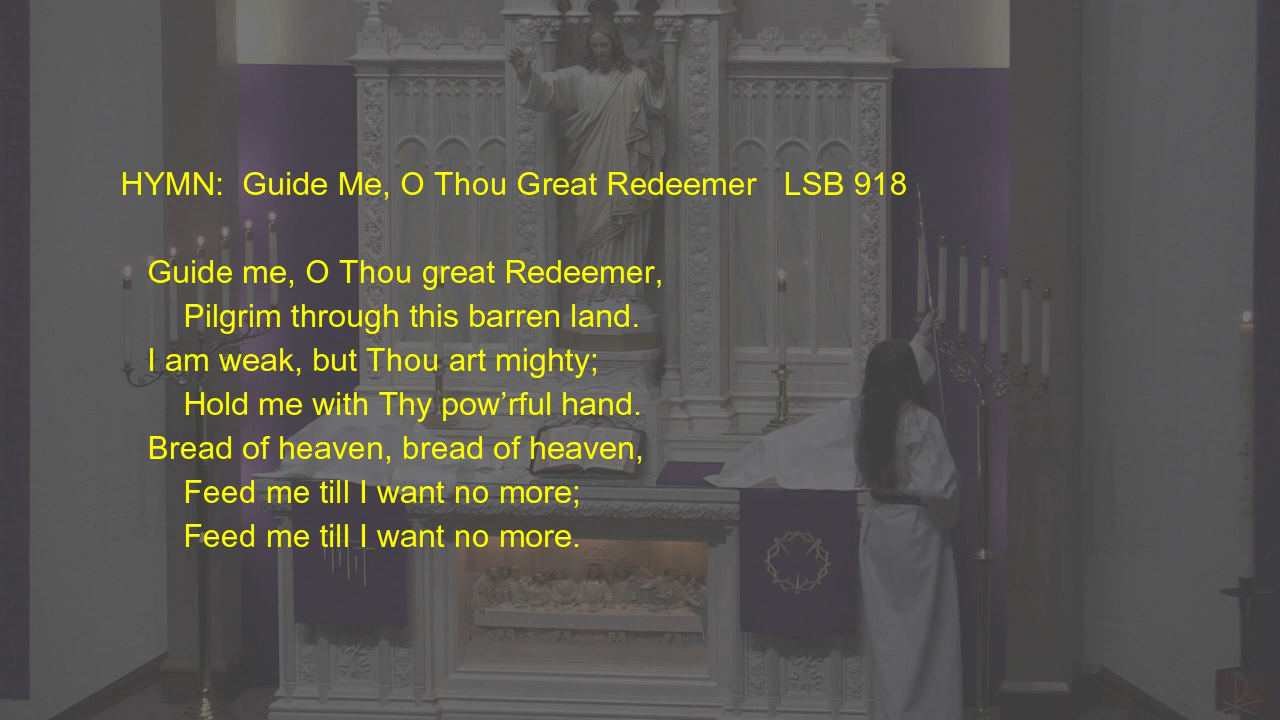 HYMN:  Guide Me, O Thou Great Redeemer   LSB 918
Guide me, O Thou great Redeemer,
Pilgrim through this barren land.
I am weak, but Thou art mighty;
Hold me with Thy pow’rful hand.
Bread of heaven, bread of heaven,
Feed me till I want no more;
Feed me till I want no more.